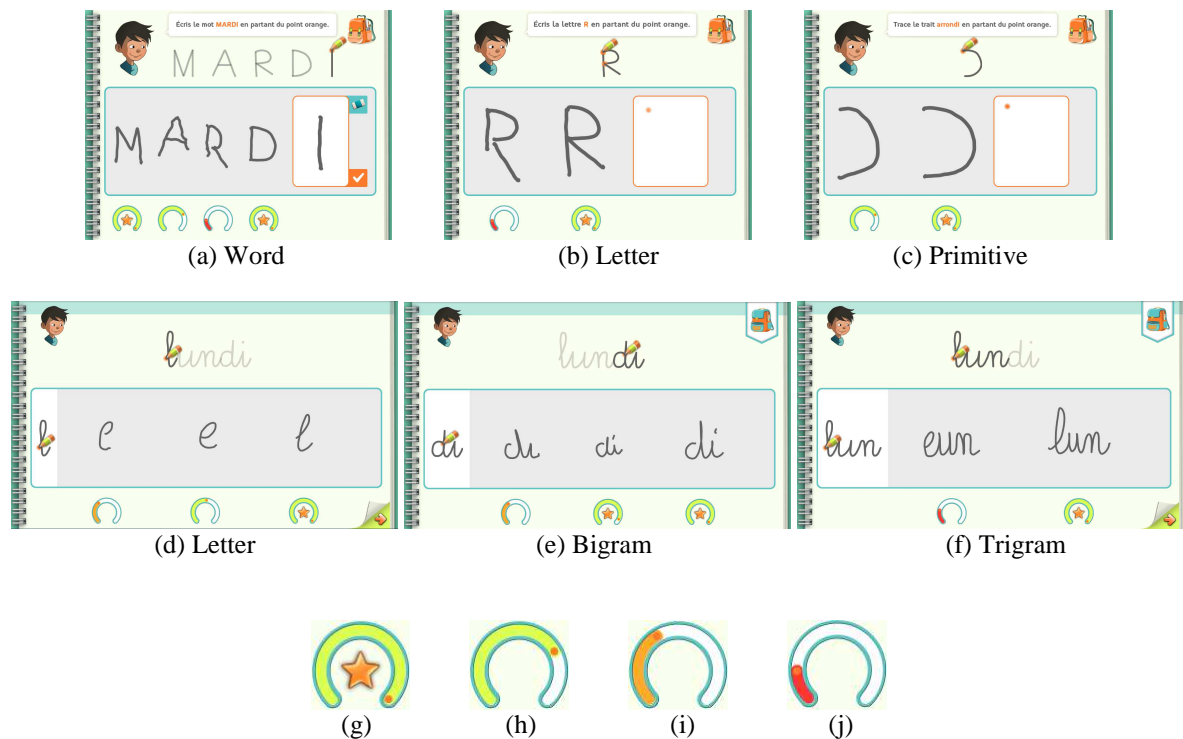 Écris le mot MARDI en partant du point orange.
MARDI
MARDI
(a) Word
Écris la lettre R en partant du point orange.
R
R R
(b) Letter
Trace le trait arrondi en partant du point orange.
(c) Primitive
lundi
l e e l
(d) Letter
lundi
di du di di
(e) Bigram
lundi
lun eun lun
(f) Trigram
(g) (h) (i) (j)